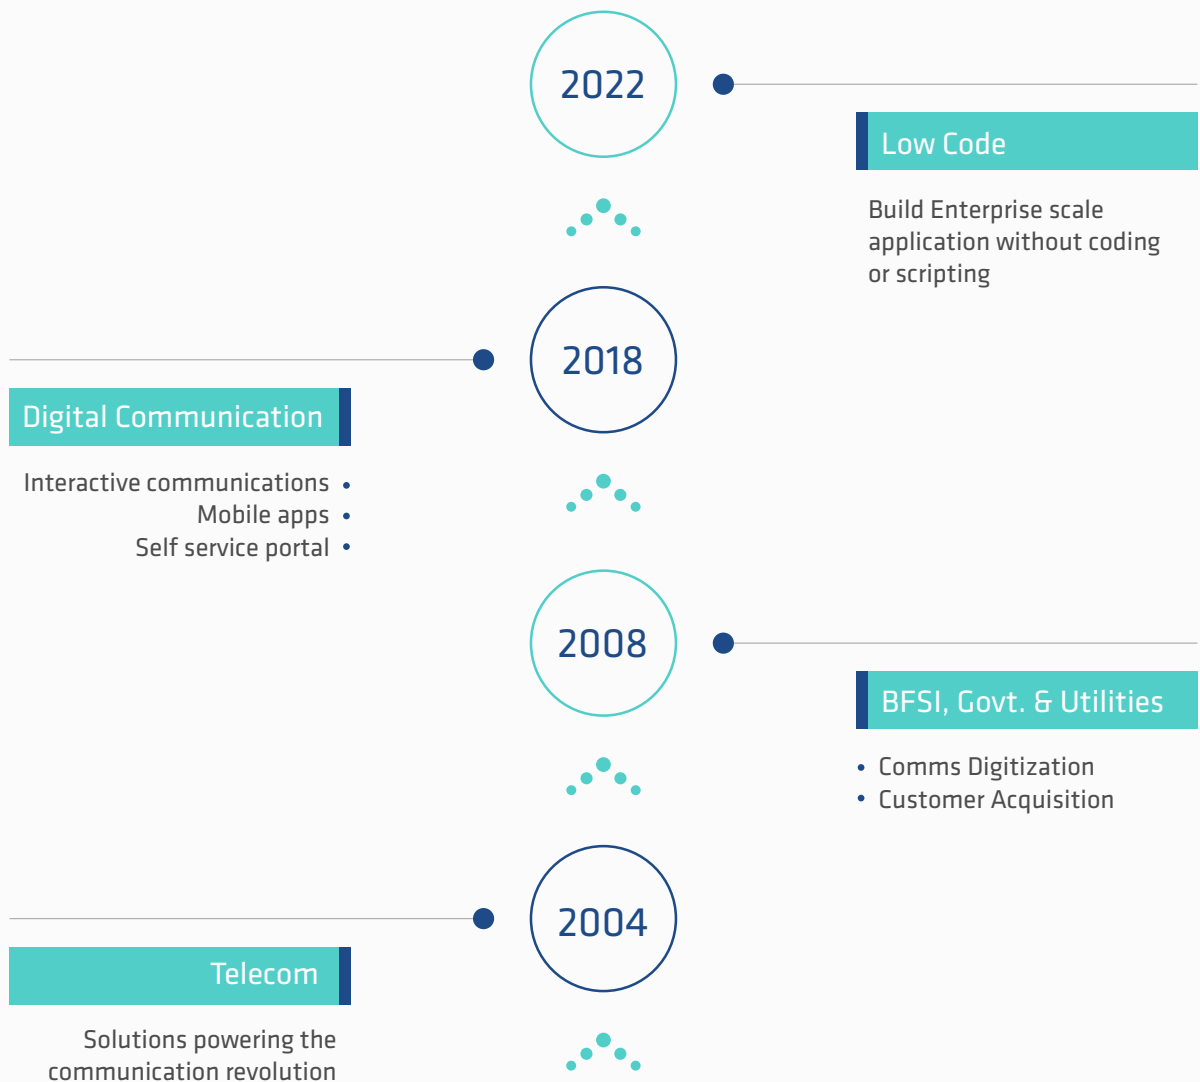 2022
Low Code
Build Enterprise scale
application without coding
or scripting
2018
Digital Communication
Interactive communications •
Mobile apps •
Self service portal •
2008
BFSI, Govt. & Utilities
• Comms Digitization
• Customer Acquisition
2004
Telecom
Solutions powering the
communication revolution